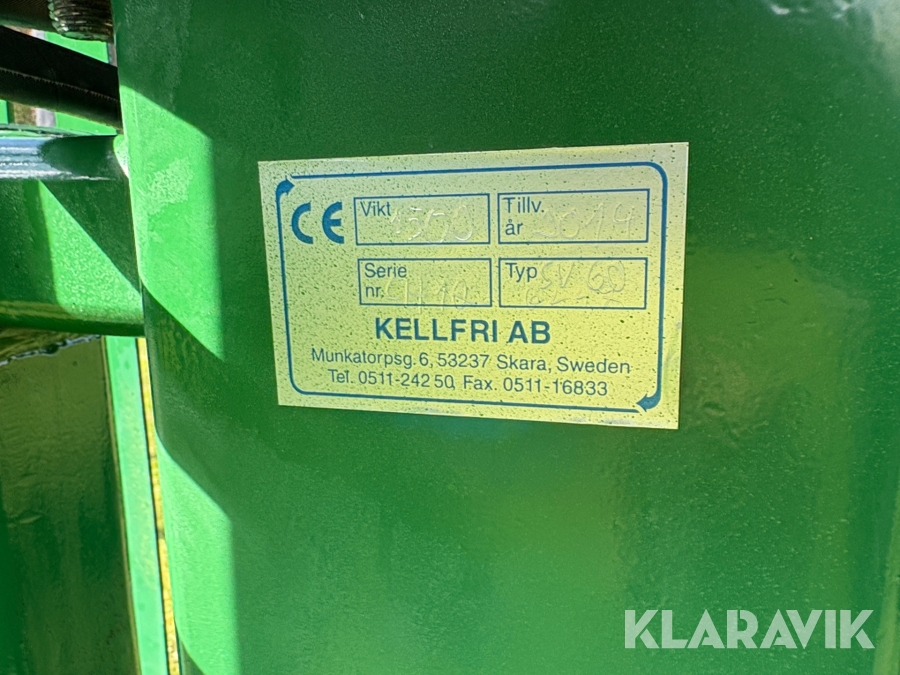 KLARAVIK
CE
Vikt
Tillv. år 2014
Serie nr.
Typ
KELLFRI AB
Munkatorpsg. 6, 53237 Skara, Sweden
Tel. 0511-242 50, Fax. 0511-16833